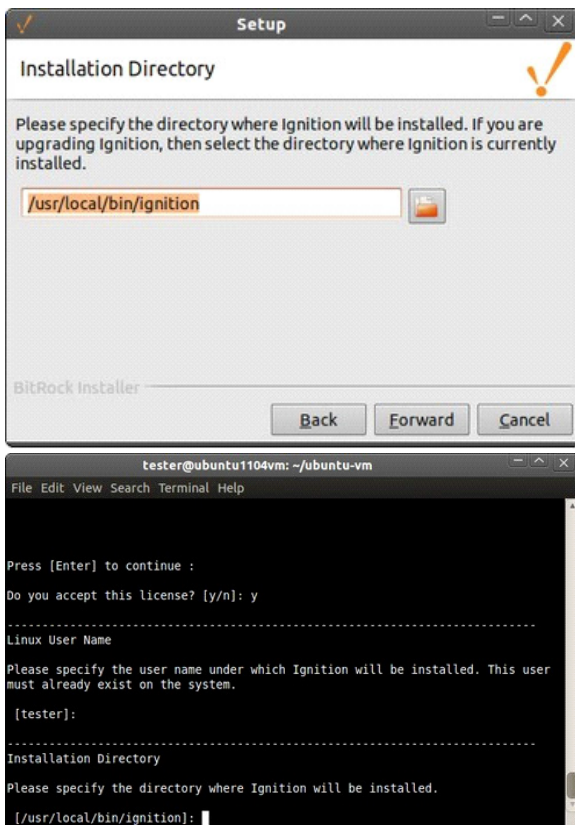 Setup
Installation Directory
Please specify the directory where Ignition will be installed. If you are
upgrading Ignition, then select the directory where Ignition is currently
installed.
/usr/local/bin/ignition
BitRock Installer
Back Forward Cancel
tester@ubuntu1104vm: ~/ubuntu-vm
File Edit View Search Terminal Help
Press [Enter] to continue :
Do you accept this license? [y/n]: y
----------------------------------------------------------------------------
Linux User Name
Please specify the user name under which Ignition will be installed. This user
must already exist on the system.
[tester]:
----------------------------------------------------------------------------
Installation Directory
Please specify the directory where Ignition will be installed.
[/usr/local/bin/ignition]: